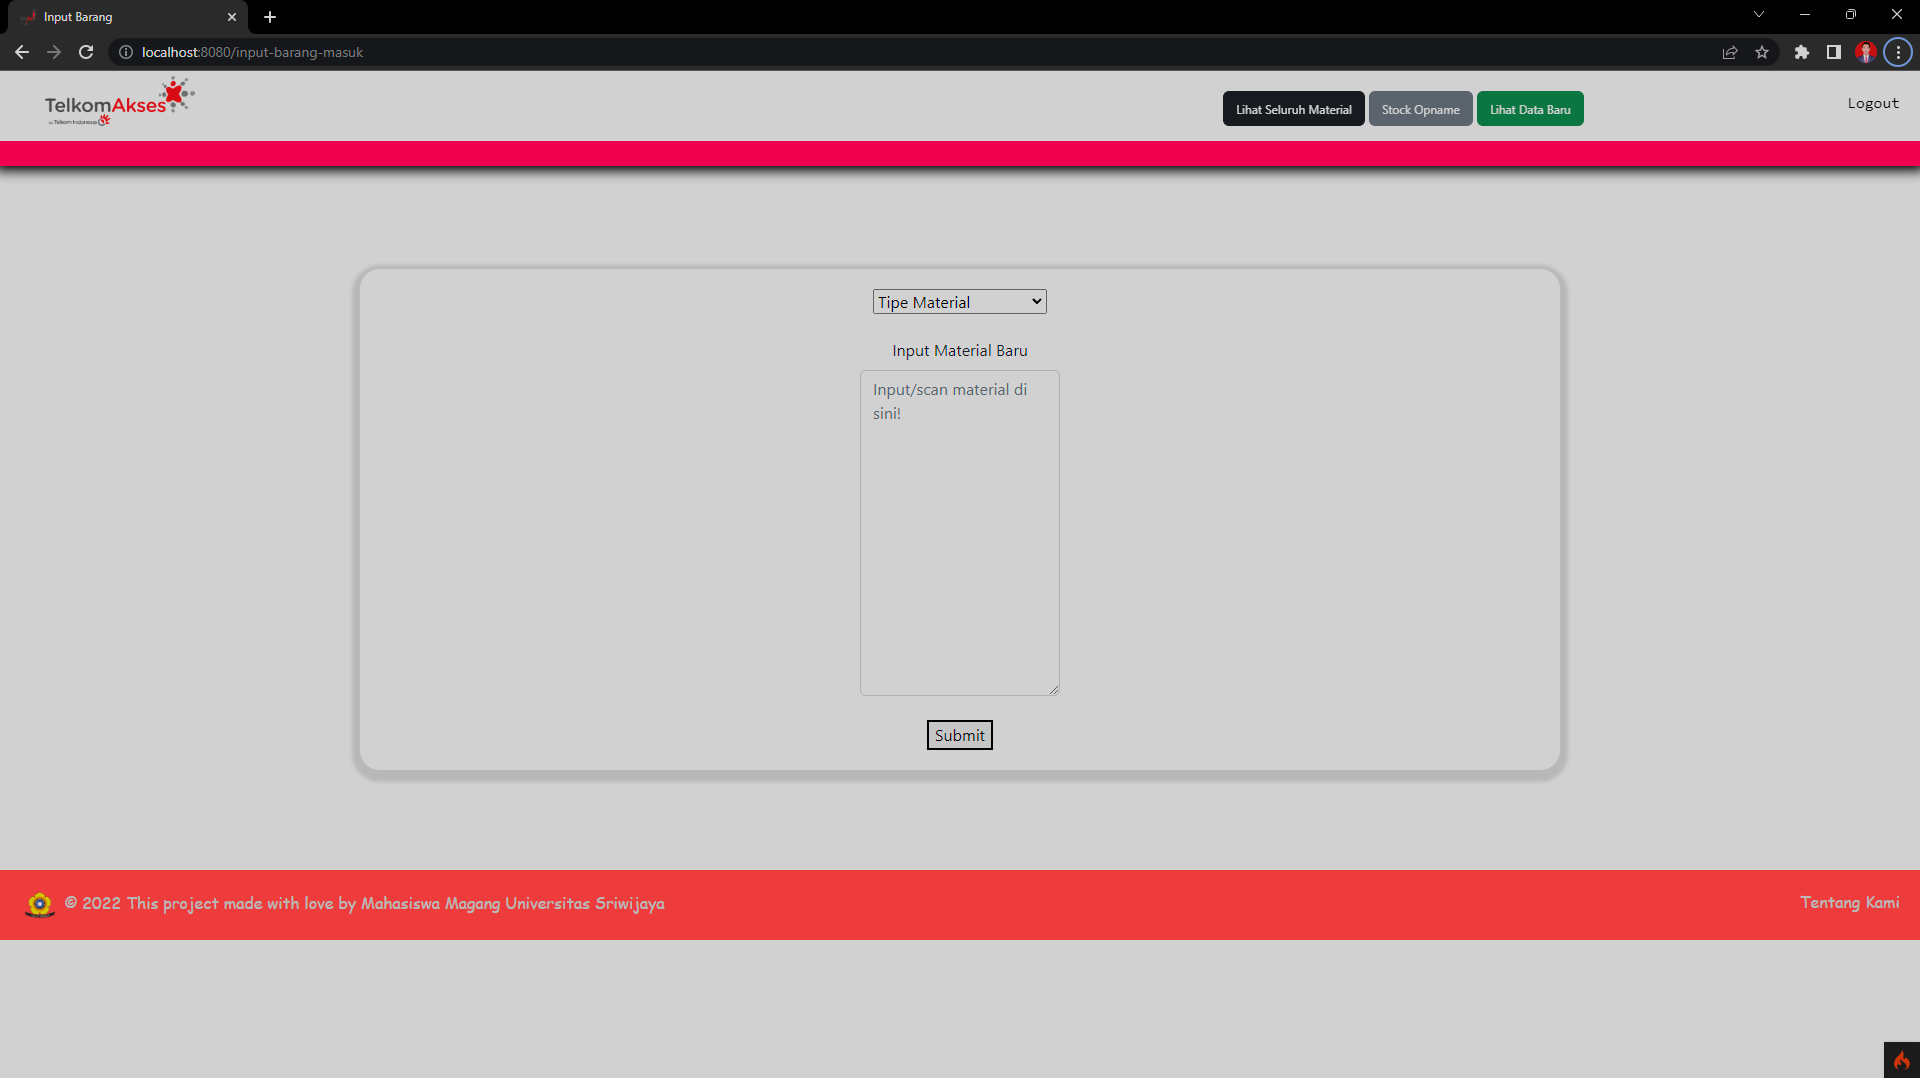 Input Barang
localhost:8080/input-barang-masuk
TelkomAkses
by Telkom Indonesia
Lihat Seluruh Material
Stock Opname
Lihat Data Baru
Logout
Tipe Material
Input Material Baru
Input/scan material di
sini!
Submit
© 2022 This project made with love by Mahasiswa Magang Universitas Sriwijaya
Tentang Kami